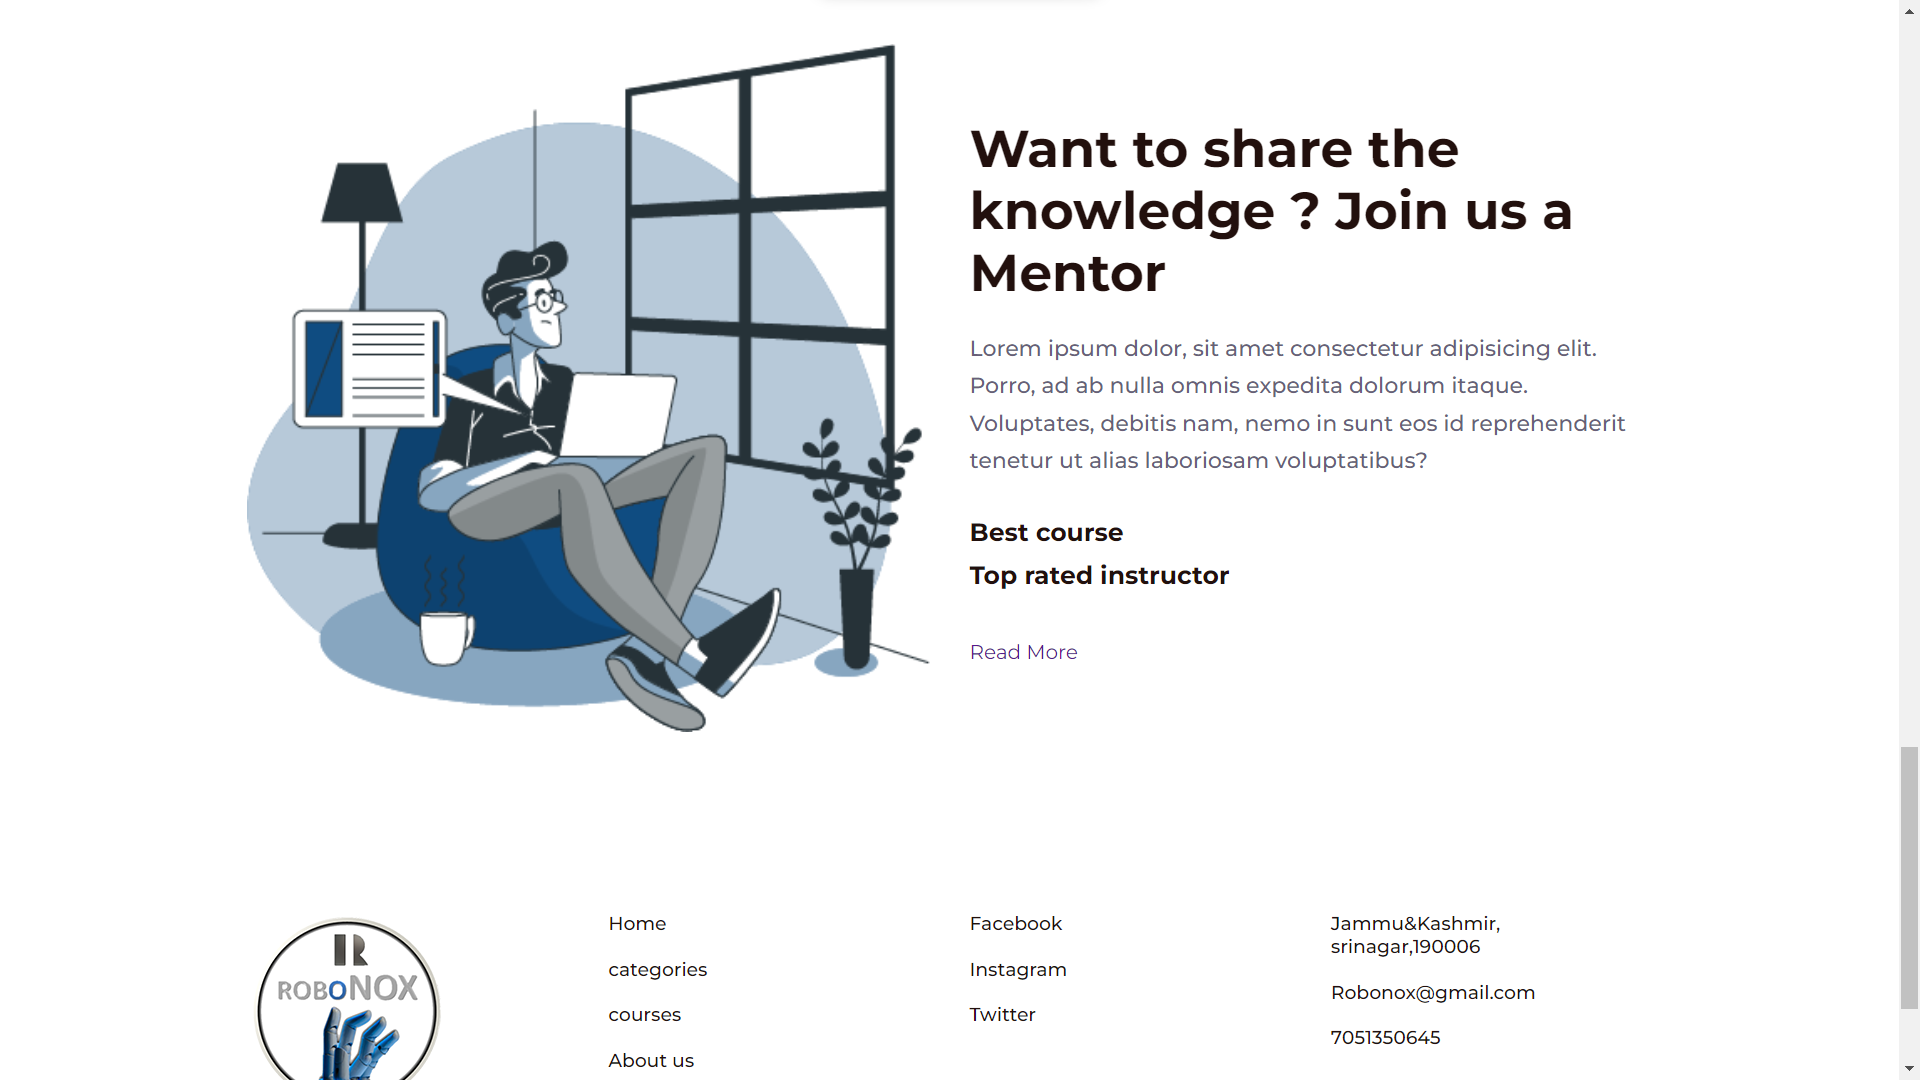 Want to share the
knowledge ? Join us a
Mentor
Lorem ipsum dolor, sit amet consectetur adipisicing elit.
Porro, ad ab nulla omnis expedita dolorum itaque.
Voluptates, debitis nam, nemo in sunt eos id reprehenderit
tenetur ut alias laboriosam voluptatibus?
Best course
Top rated instructor
Read More
R
ROBONOX
Home
categories
courses
About us
Facebook
Instagram
Twitter
Jammu&Kashmir,
srinagar,190006
Robonox@gmail.com
7051350645